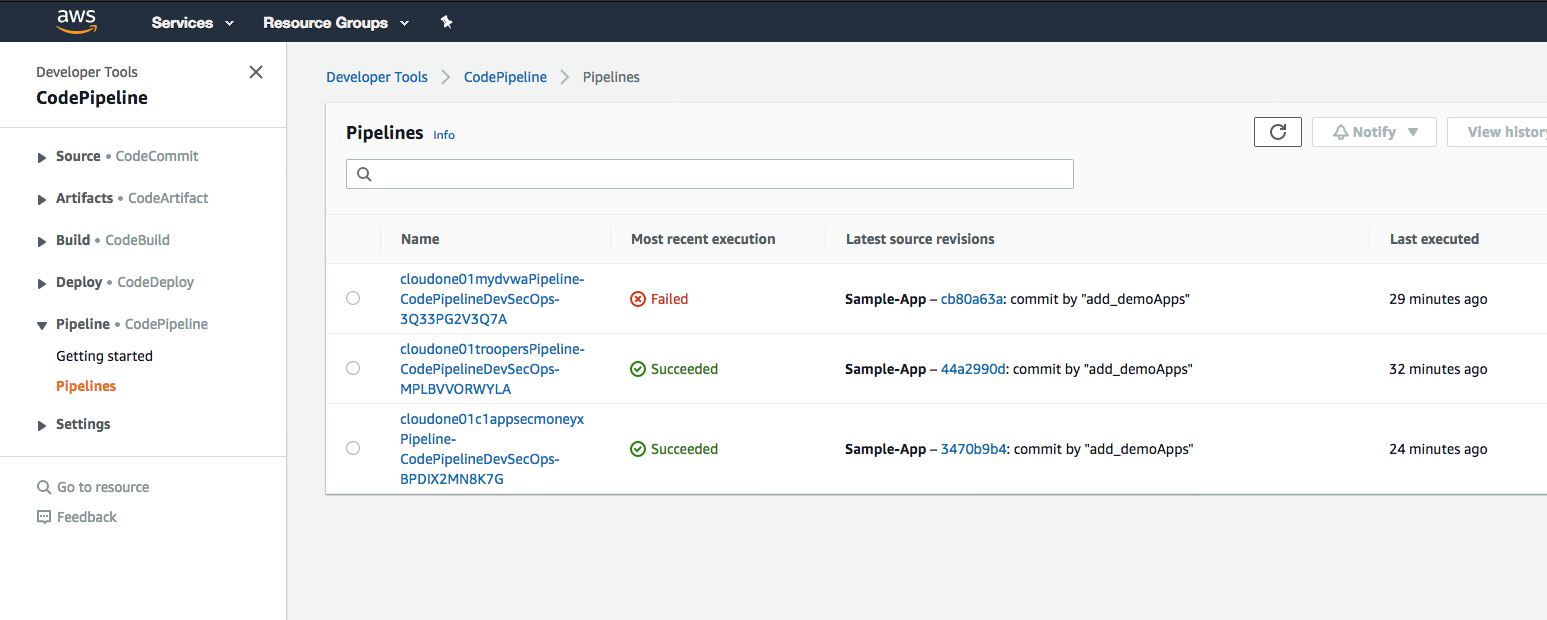 aws
Services
Resource Groups
Developer Tools
CodePipeline
Source • CodeCommit
Artifacts • CodeArtifact
Build • CodeBuild
Deploy • CodeDeploy
Pipeline • CodePipeline
Getting started
Pipelines
Settings
Go to resource
Feedback
Developer Tools
CodePipeline
Pipelines
Pipelines Info
Notify
View history
Name
Most recent execution
Latest source revisions
Last executed
cloudone01mydvwaPipeline-
CodePipelineDevSecOps-
3Q33PG2V3Q7A
Failed
Sample-App – cb80a63a: commit by "add_demoApps"
29 minutes ago
cloudone01troopersPipeline-
CodePipelineDevSecOps-
MPLBVVORWYLA
Succeeded
Sample-App – 44a2990d: commit by "add_demoApps"
32 minutes ago
cloudone01c1appsecmoneyx
Pipeline-
CodePipelineDevSecOps-
BPDIX2MN8K7G
Succeeded
Sample-App – 3470b9b4: commit by "add_demoApps"
24 minutes ago